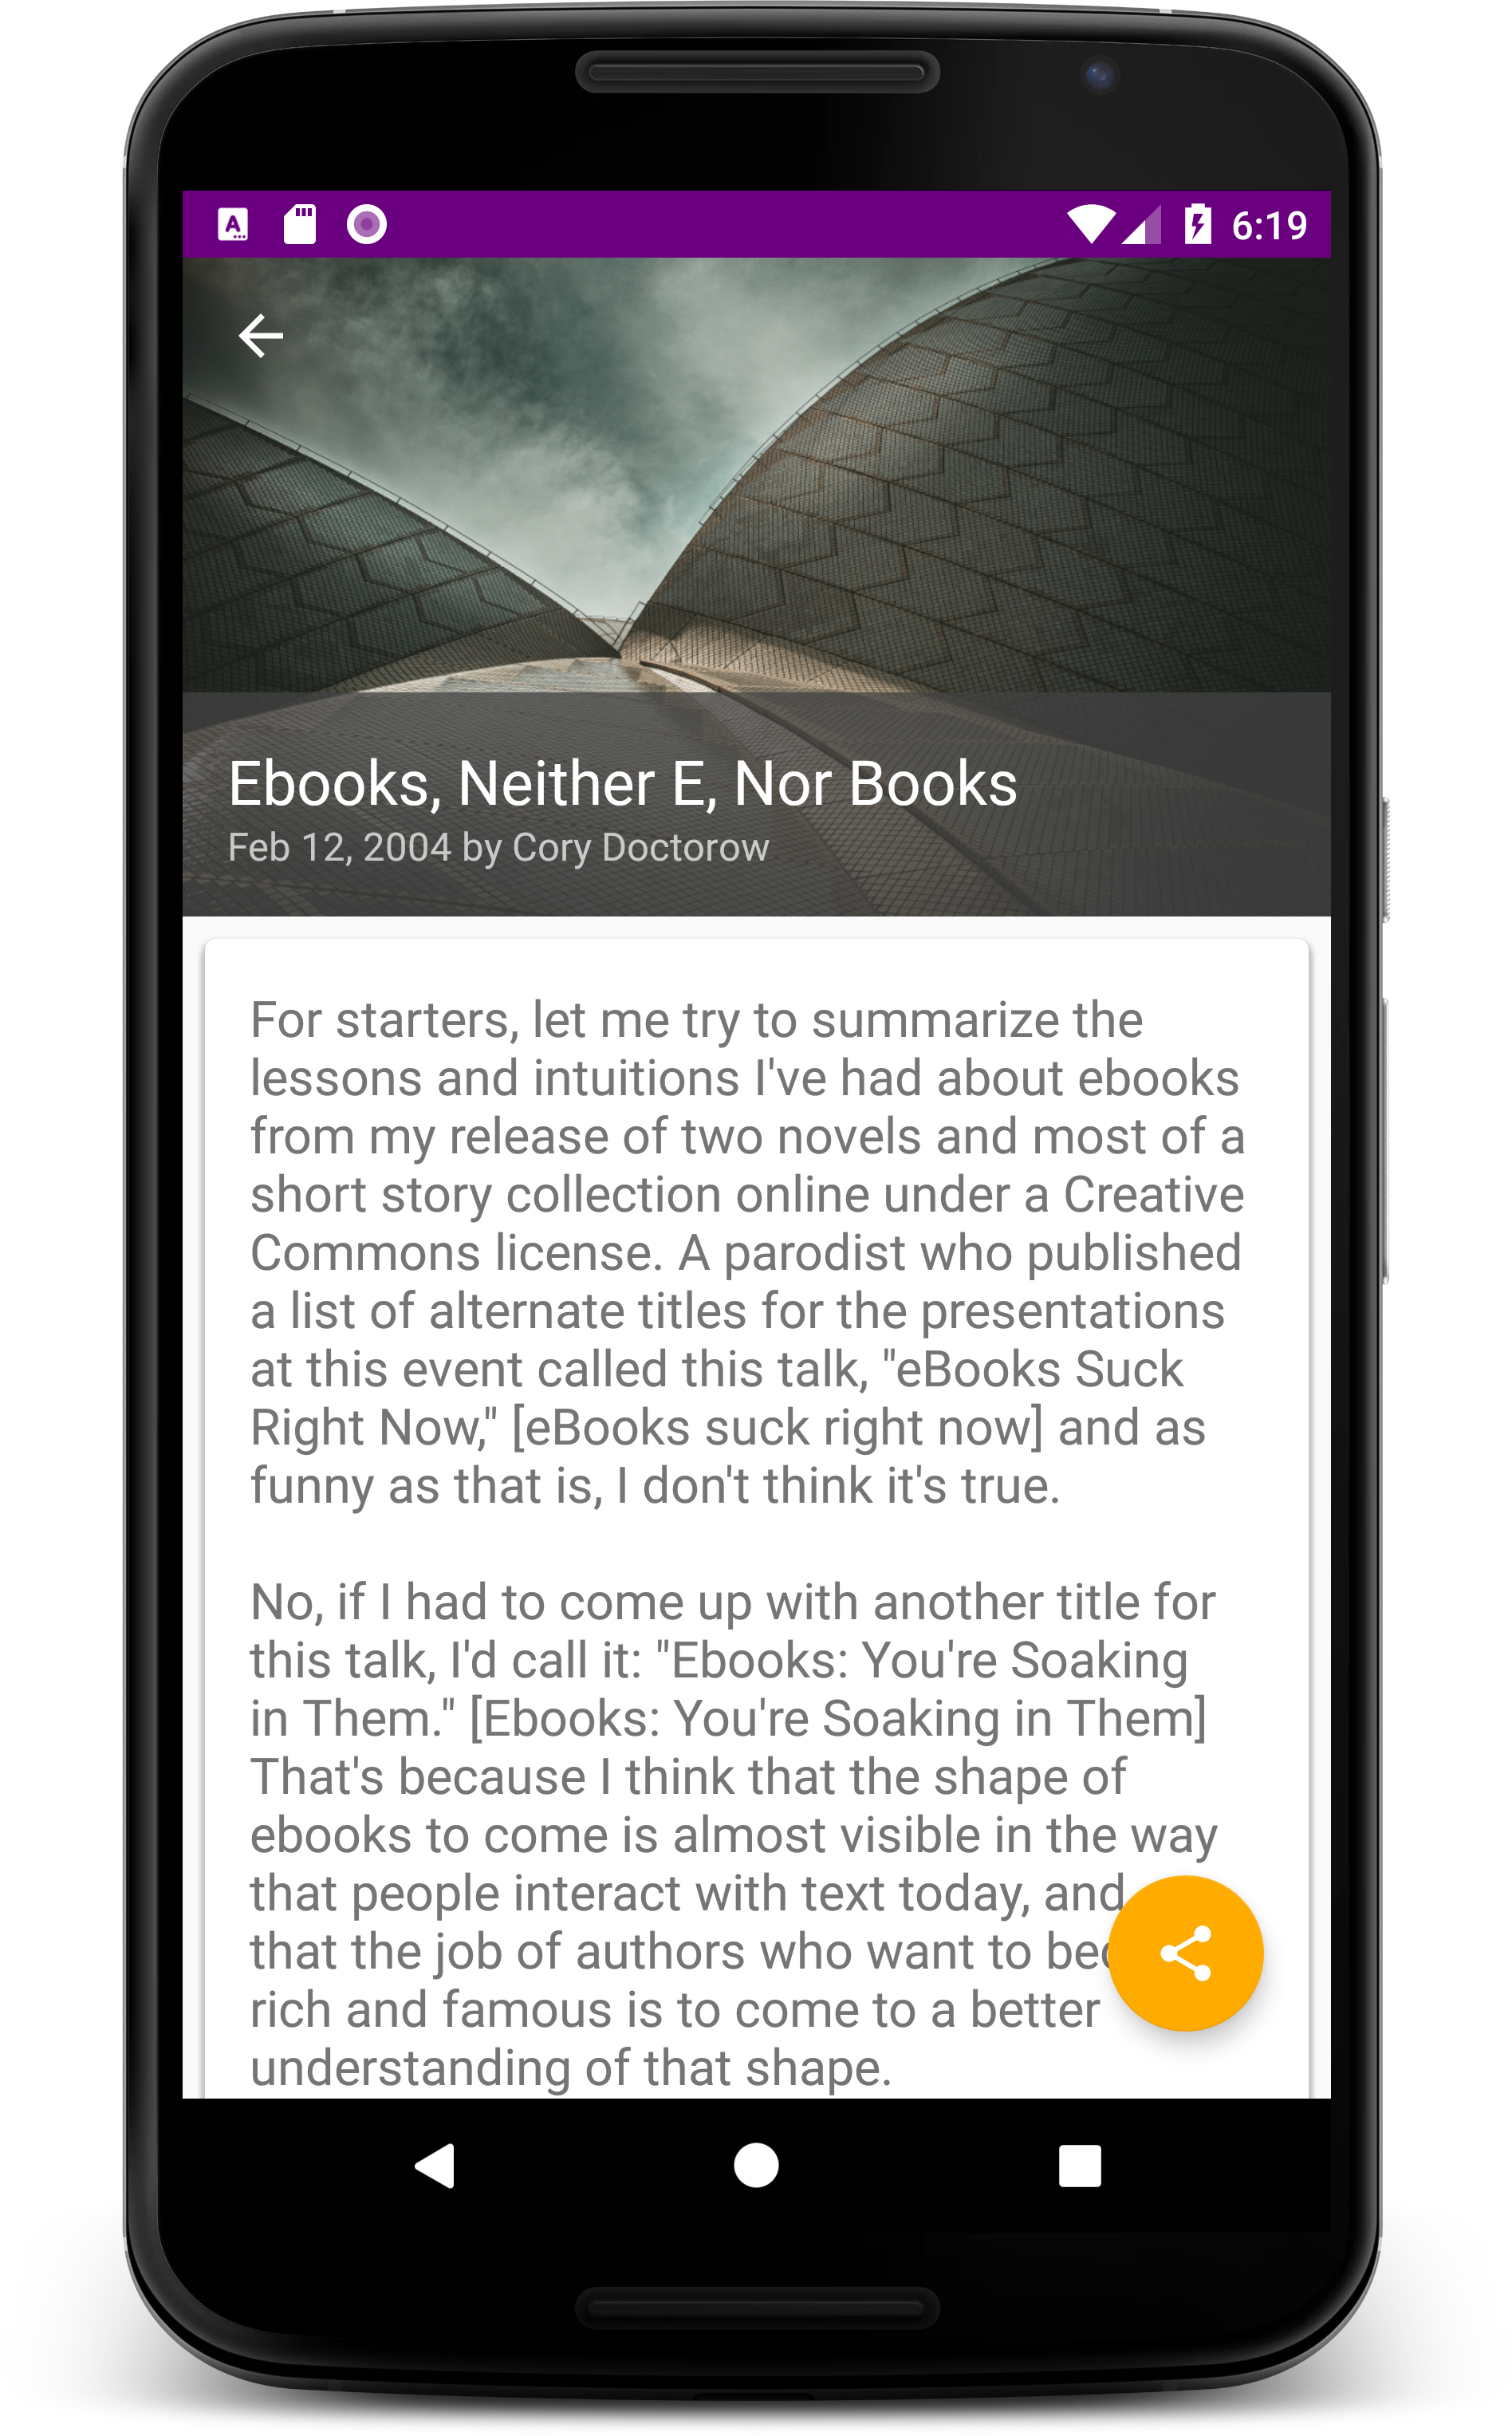 A
6:19
Ebooks, Neither E, Nor Books
Feb 12, 2004 by Cory Doctorow
For starters, let me try to summarize the
lessons and intuitions I've had about ebooks
from my release of two novels and most of a
short story collection online under a Creative
Commons license. A parodist who published
a list of alternate titles for the presentations
at this event called this talk, "eBooks Suck
Right Now," [eBooks suck right now] and as
funny as that is, I don't think it's true.
No, if I had to come up with another title for
this talk, I'd call it: "Ebooks: You're Soaking
in Them." [Ebooks: You're Soaking in Them]
That's because I think that the shape of
ebooks to come is almost visible in the way
that people interact with text today, and
that the job of authors who want to
rich and famous is to come to a better
understanding of that shape.